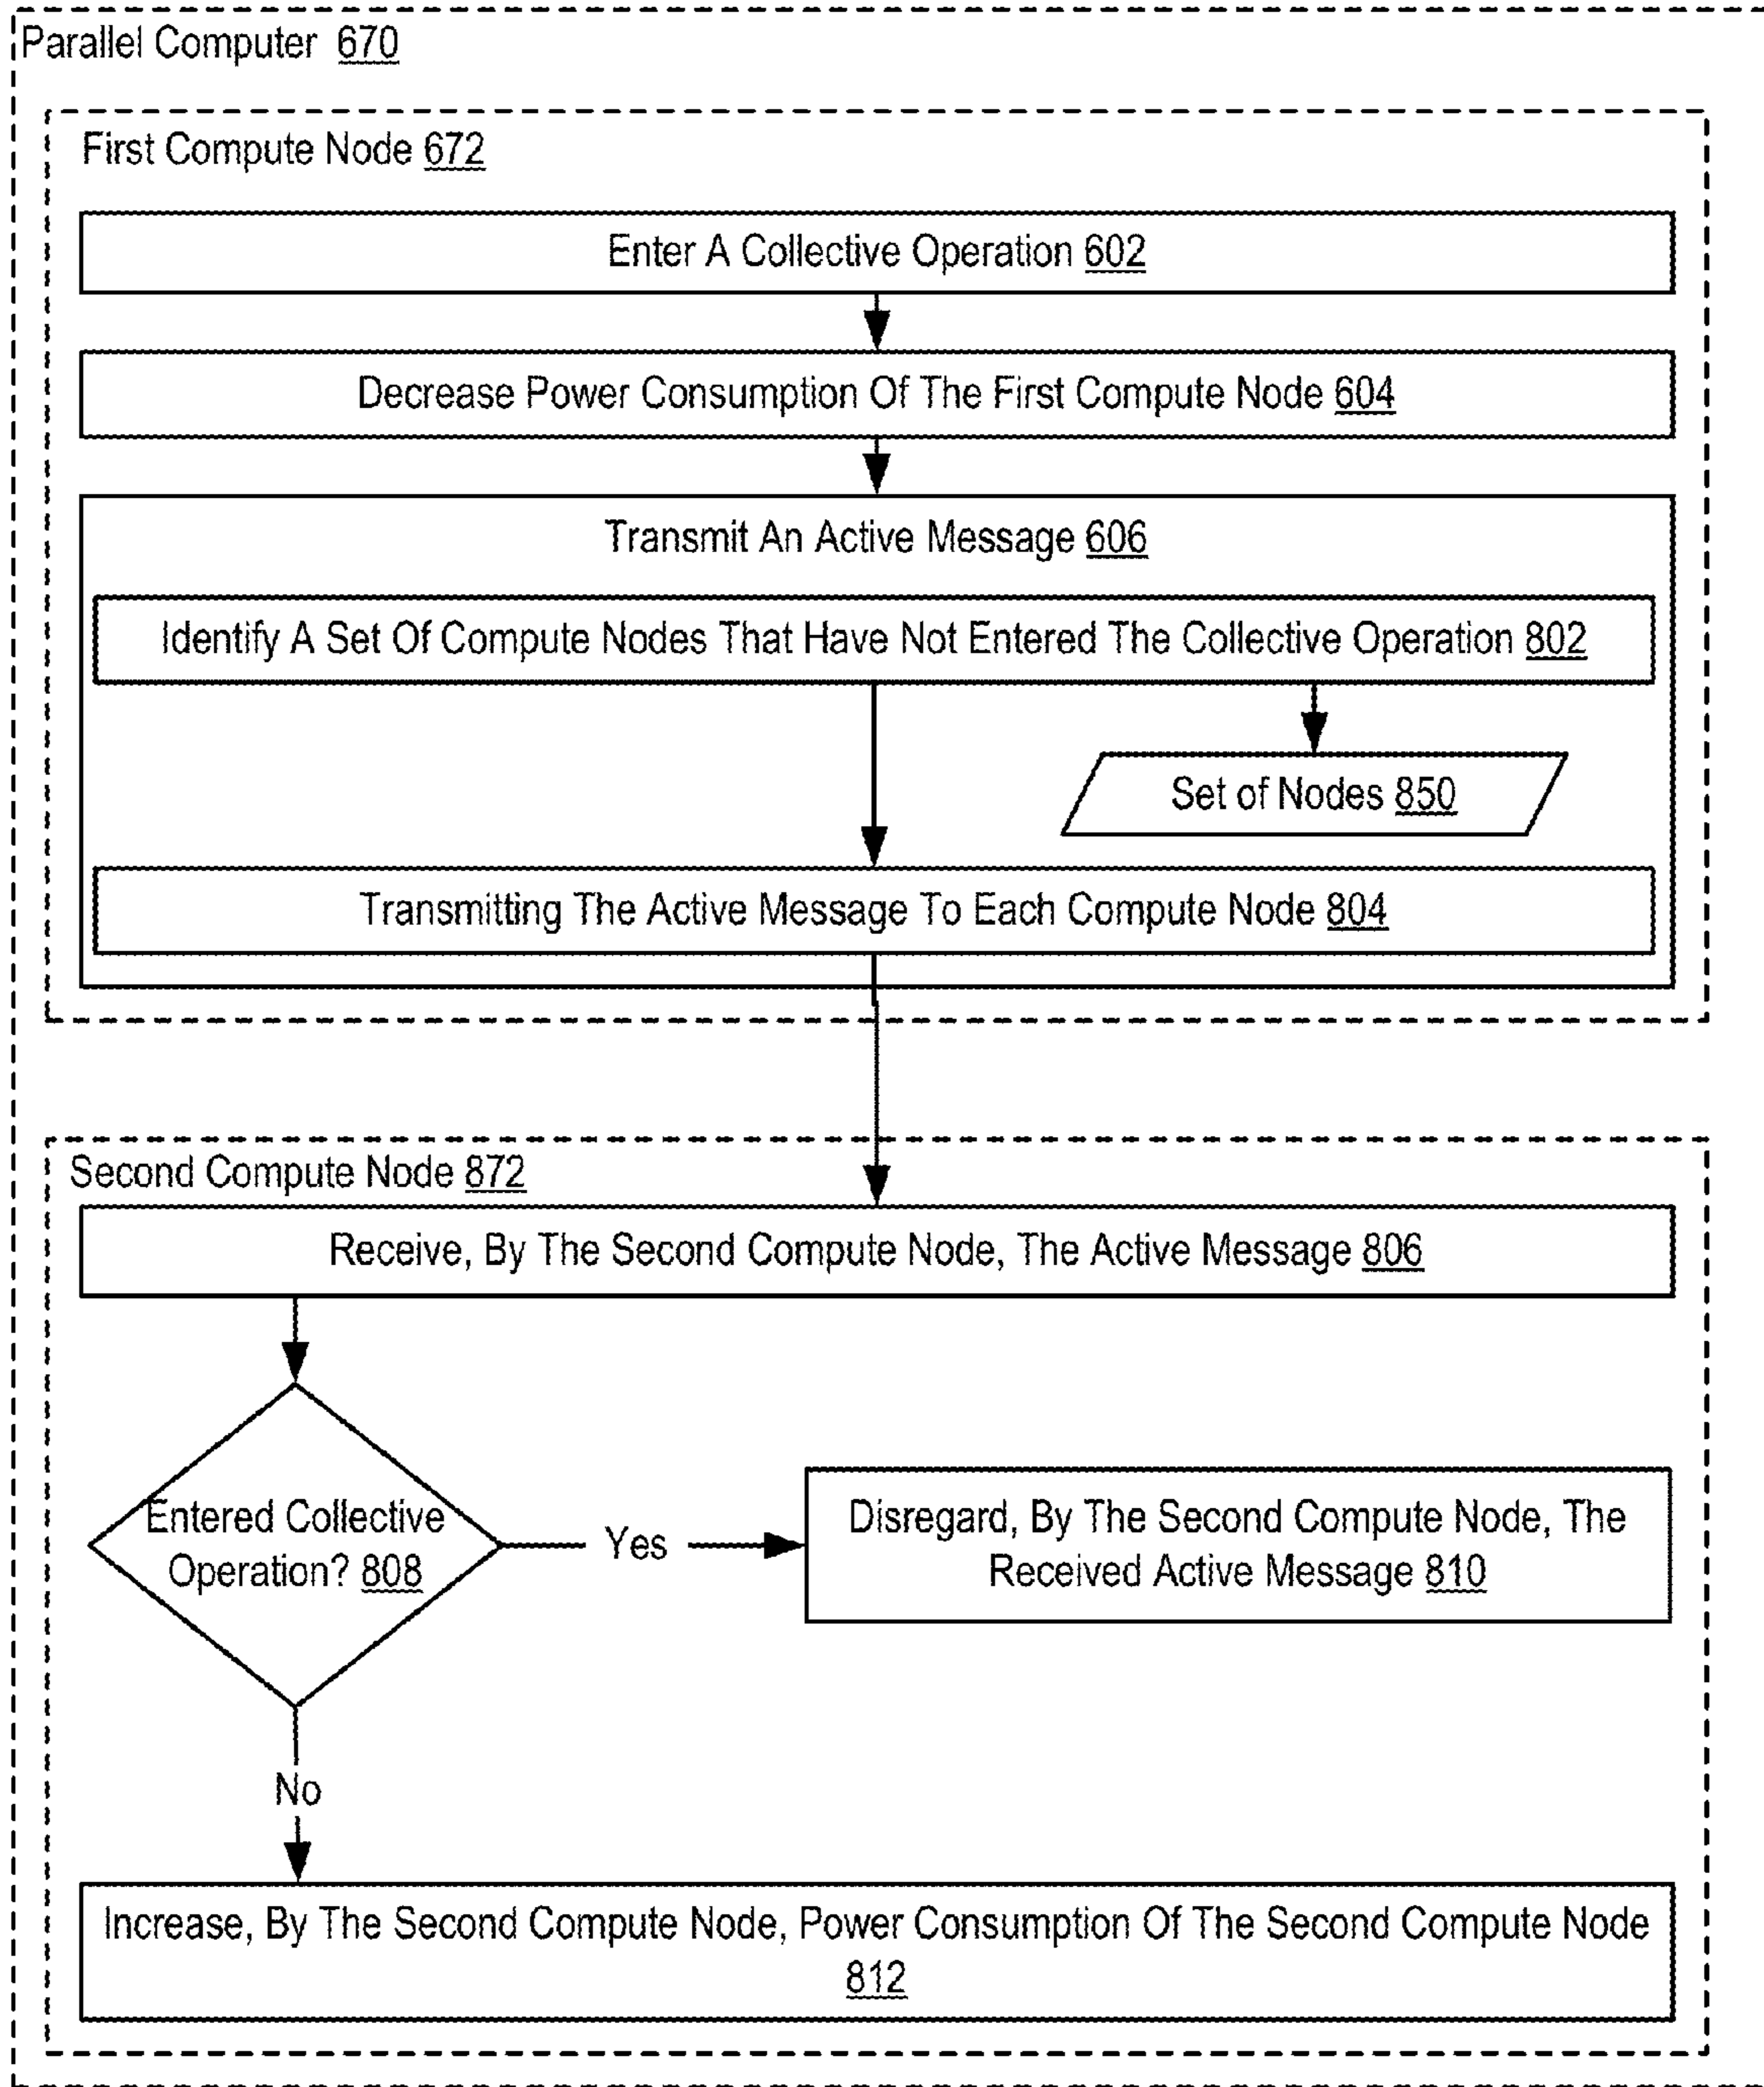 Parallel Computer 670
First Compute Node 672
Enter A Collective Operation 602
Decrease Power Consumption Of The First Compute Node 604
Transmit An Active Message 606
Identify A Set Of Compute Nodes That Have Not Entered The Collective Operation 802
Set of Nodes 850
Transmitting The Active Message To Each Compute Node 804
Second Compute Node 872
Receive, By The Second Compute Node, The Active Message 806
Entered Collective
Operation? 808
Yes
Disregard, By The Second Compute Node, The
Received Active Message 810
No
Increase, By The Second Compute Node, Power Consumption Of The Second Compute Node
812